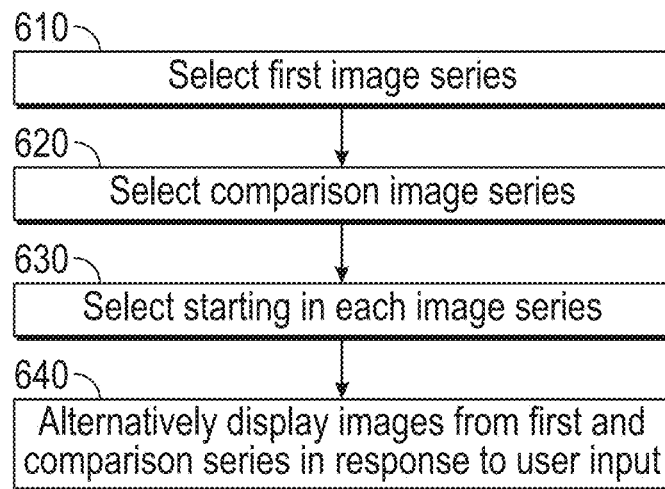 610
Select first image series
620
Select comparison image series
630
Select starting in each image series
640
Alternatively display images from first and
comparison series in response to user input